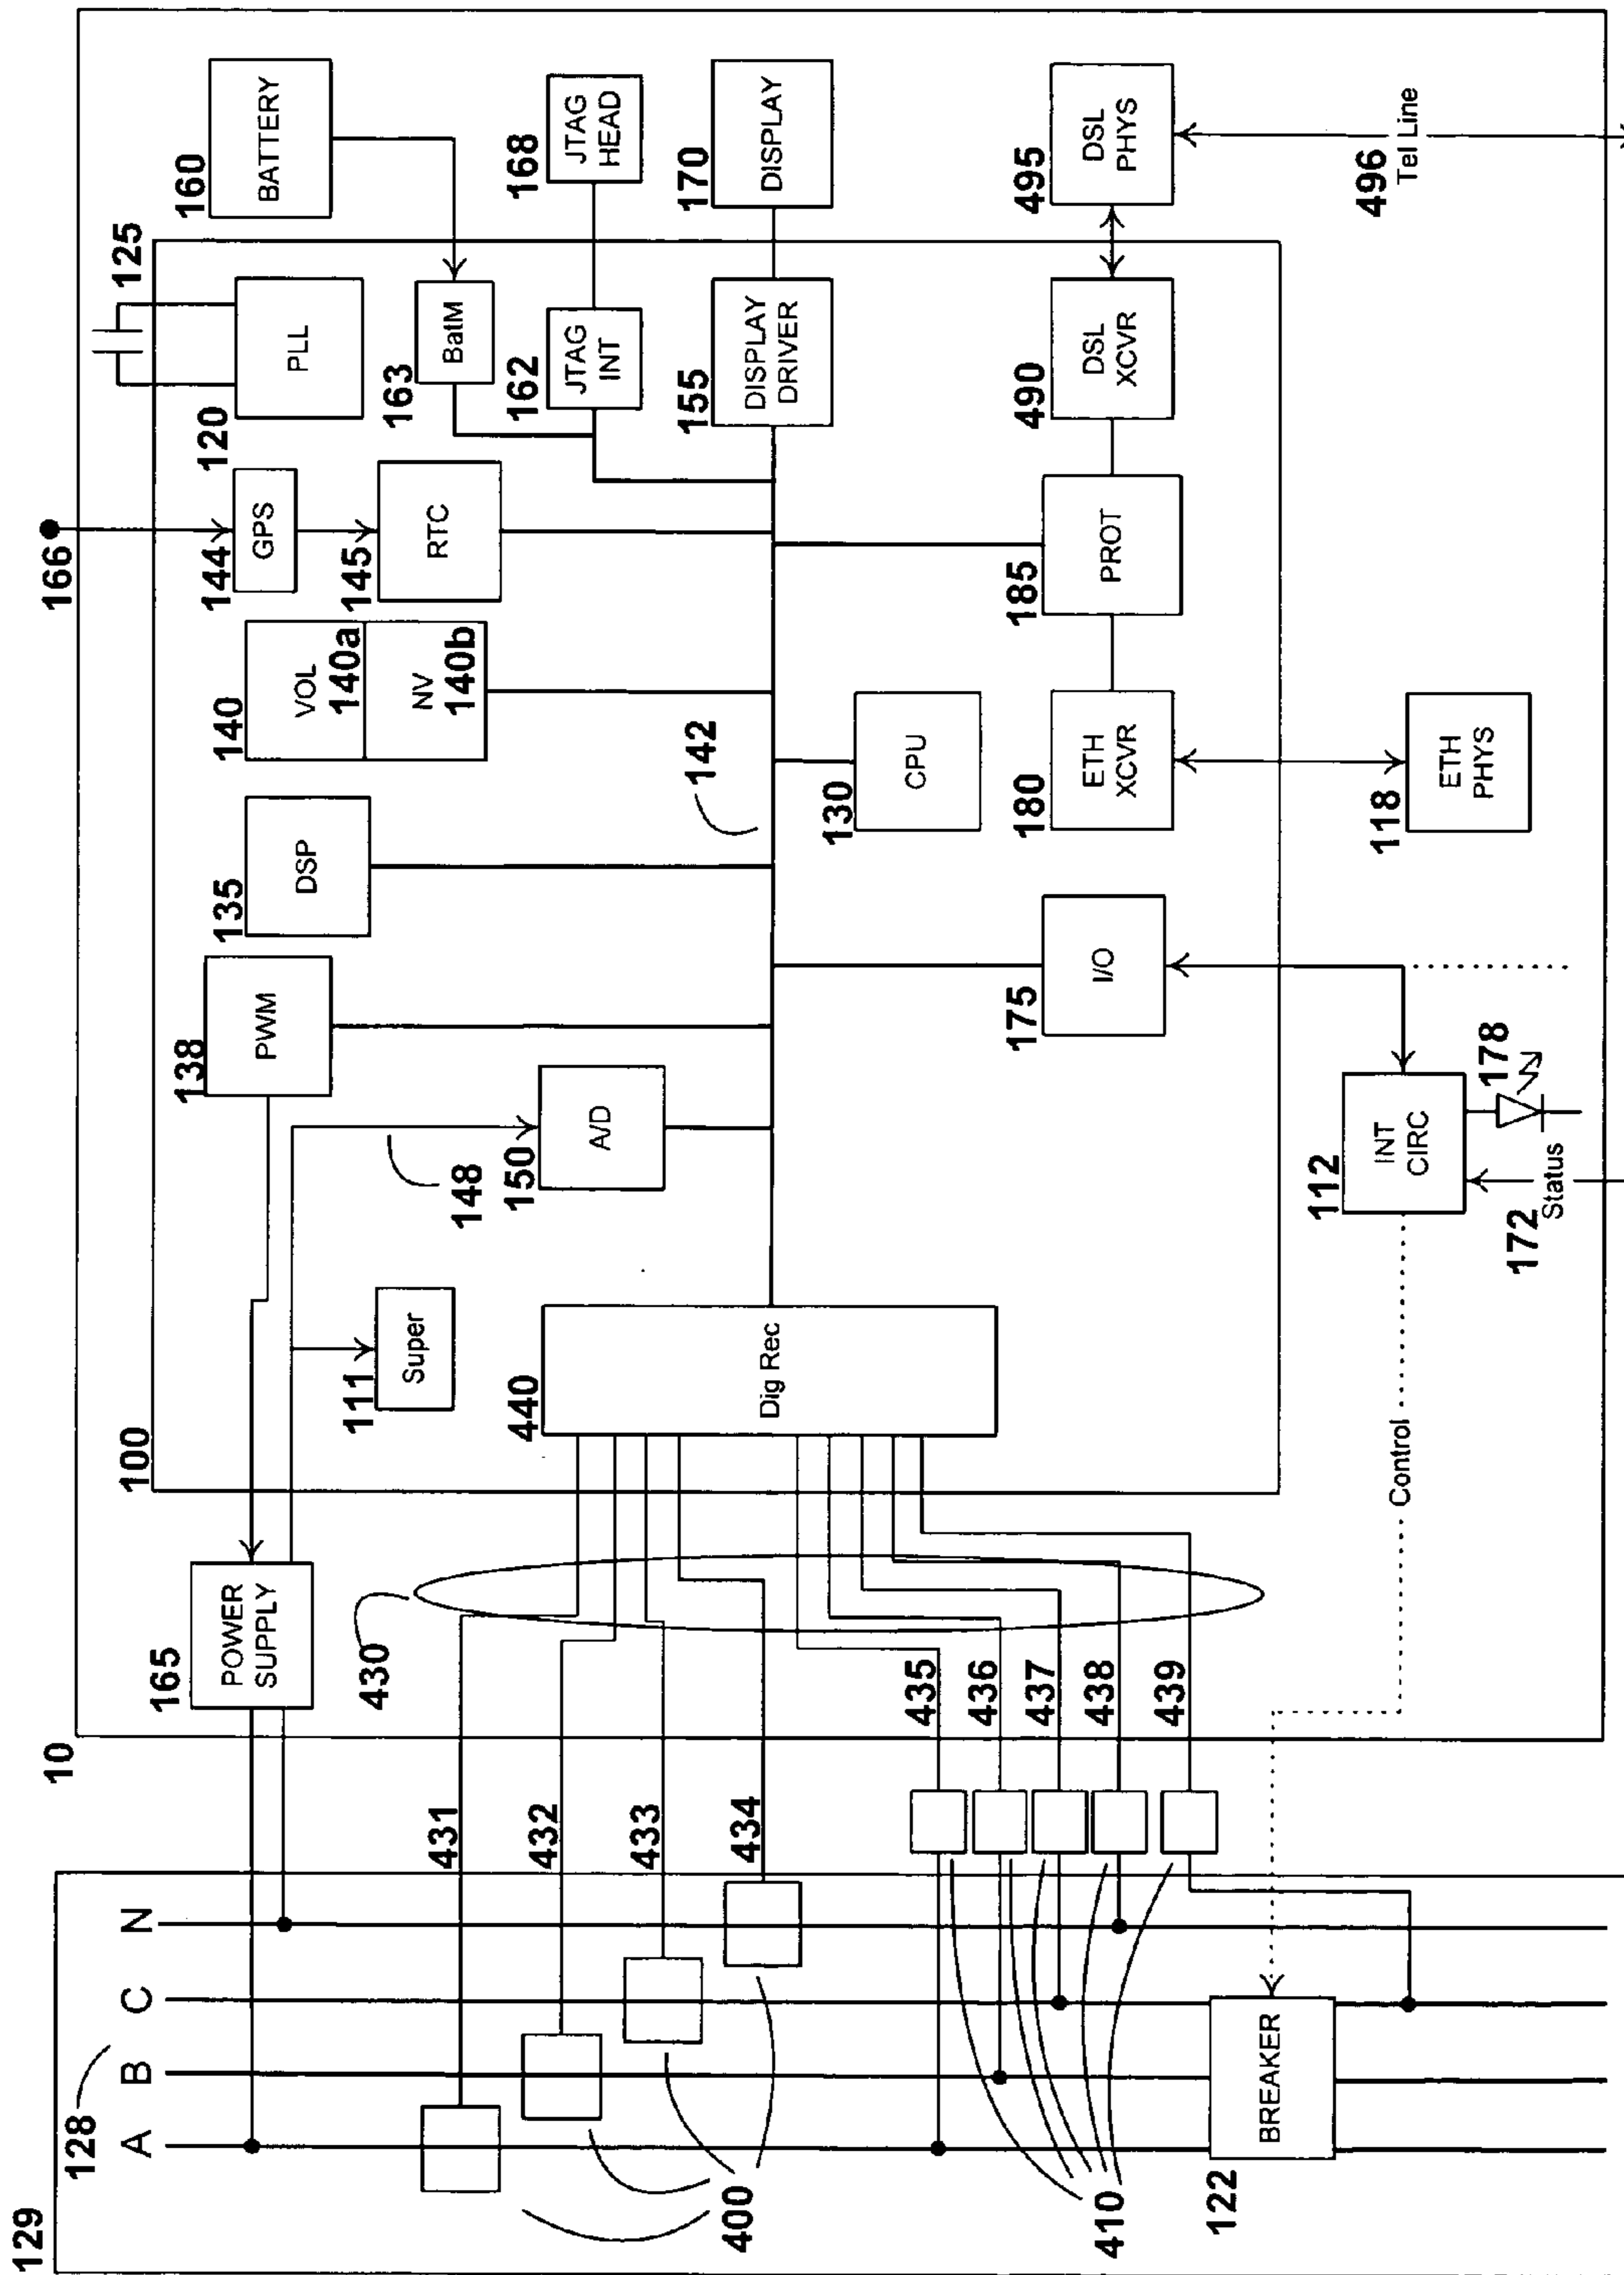 129
128
A
B
C
N
400
431
432
433
434
410
435
436
437
438
439
122
BREAKER
10
165
POWER
SUPPLY
430
100
111
Super
440
Dig Rec
148
150
A/D
138
PWM
135
DSP
140
VOL
140a
NV
140b
142
130
CPU
166
144
GPS
145
RTC
120
PLL
125
160
BATTERY
163
BatM
162
JTAG
INT
168
JTAG
HEAD
155
DISPLAY
DRIVER
170
DISPLAY
185
PROT
490
DSL
XCVR
495
DSL
PHYS
496
Tel Line
180
ETH
XCVR
118
ETH
PHYS
175
I/O
112
INT
CIRC
178
172
Status
Control